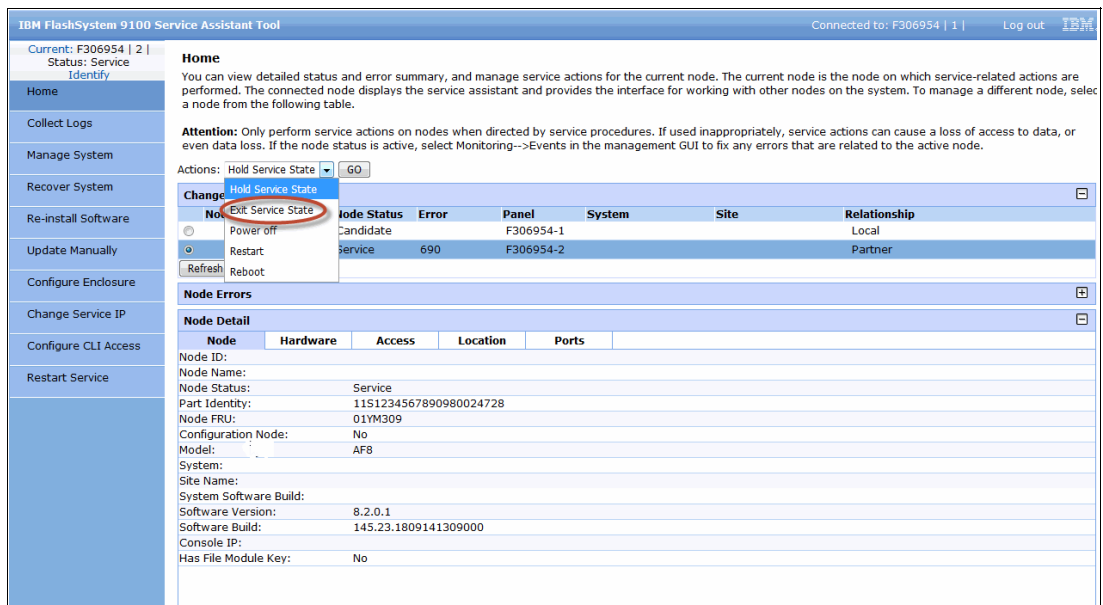 IBM FlashSystem 9100 Service Assistant Tool Connected to: F306954 | 1 | Log out IBM
Current: F306954 | 2 |
Status: Service
Identify
Home
Collect Logs
Manage System
Recover System
Re-install Software
Update Manually
Configure Enclosure
Change Service IP
Configure CLI Access
Restart Service
Home
You can view detailed status and error summary, and manage service actions for the current node. The current node is the node on which service-related actions are
performed. The connected node displays the service assistant and provides the interface for working with other nodes on the system. To manage a different node, selec
a node from the following table.
Attention: Only perform service actions on nodes when directed by service procedures. If used inappropriately, service actions can cause a loss of access to data, or
even data loss. If the node status is active, select Monitoring-->Events in the management GUI to fix any errors that are related to the active node.
Actions: Hold Service State GO
Hold Service State
Exit Service State
Power off
Restart
Reboot
Change
No Node Status Error Panel System Site Relationship
Candidate F306954-1 Local
Service 690 F306954-2 Partner
Refresh
Node Errors
Node Detail
Node Hardware Access Location Ports
Node ID:
Node Name:
Node Status: Service
Part Identity: 11S1234567890980024728
Node FRU: 01YM309
Configuration Node: No
Model: AF8
System:
Site Name:
System Software Build:
Software Version: 8.2.0.1
Software Build: 145.23.1809141309000
Console IP:
Has File Module Key: No